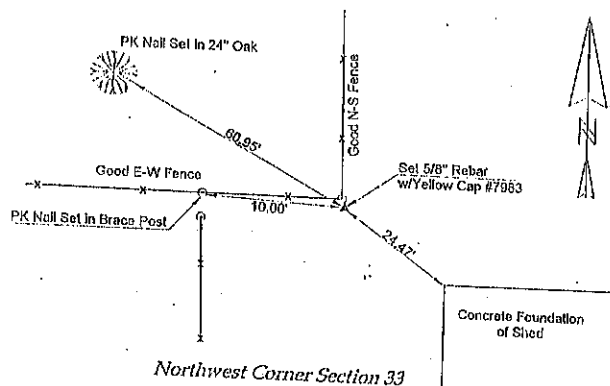 PK Nail Set In 24" Oak
Good N-S Fence
60.95'
Good E-W Fence
Set 5/8" Rebar
w/Yellow Cap #7983
PK Nail Set in Brace Post
10.00'
24.47'
N
Concrete Foundation
of Shed
Northwest Corner Section 33